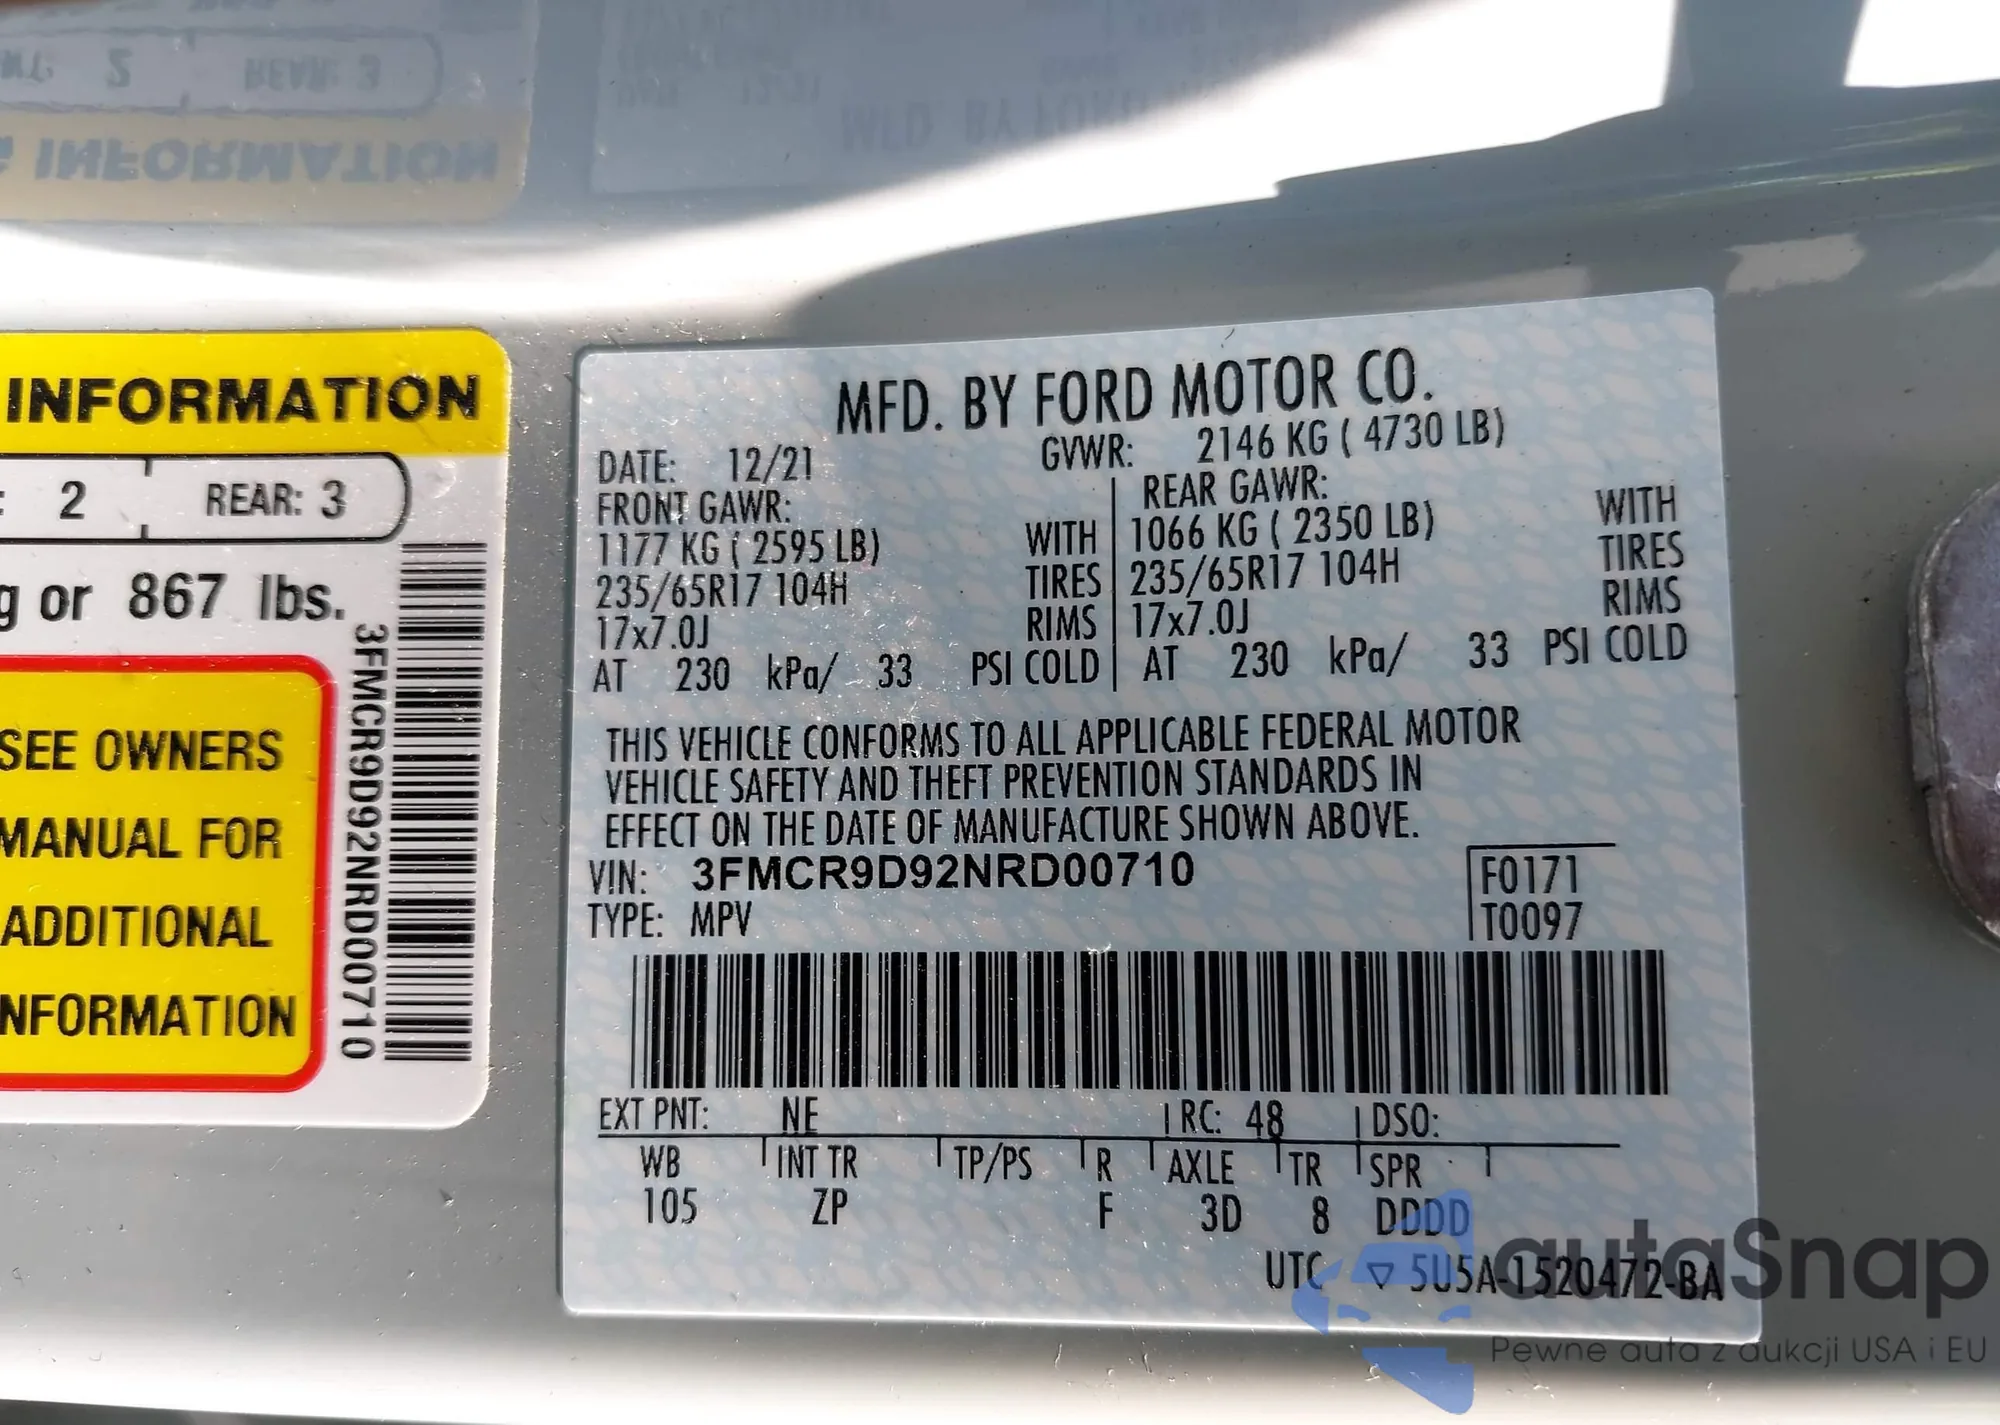 INFORMATION
: 2 REAR: 3
g or 867 lbs.
SEE OWNERS
MANUAL FOR
ADDITIONAL
NFORMATION
3FMCR9D92NRD00710
MFD. BY FORD MOTOR CO.
DATE: 12/21 GVWR: 2146 KG ( 4730 LB)
FRONT GAWR: REAR GAWR:
1177 KG ( 2595 LB) WITH 1066 KG ( 2350 LB) WITH
235/65R17 104H TIRES 235/65R17 104H TIRES
17x7.0J RIMS 17x7.0J RIMS
AT 230 kPa/ 33 PSI COLD AT 230 kPa/ 33 PSI COLD
THIS VEHICLE CONFORMS TO ALL APPLICABLE FEDERAL MOTOR
VEHICLE SAFETY AND THEFT PREVENTION STANDARDS IN
EFFECT ON THE DATE OF MANUFACTURE SHOWN ABOVE.
VIN: 3FMCR9D92NRD00710 F0171
TYPE: MPV T0097
EXT PNT: NE RC: 48 DSO:
WB INT TR TP/PS R AXLE TR SPR
105 ZP F 3D 8 DDDD
UTC ▽ 5U5A-1520472-BA
autaSnap
Pewne auta z aukcji USA i EU